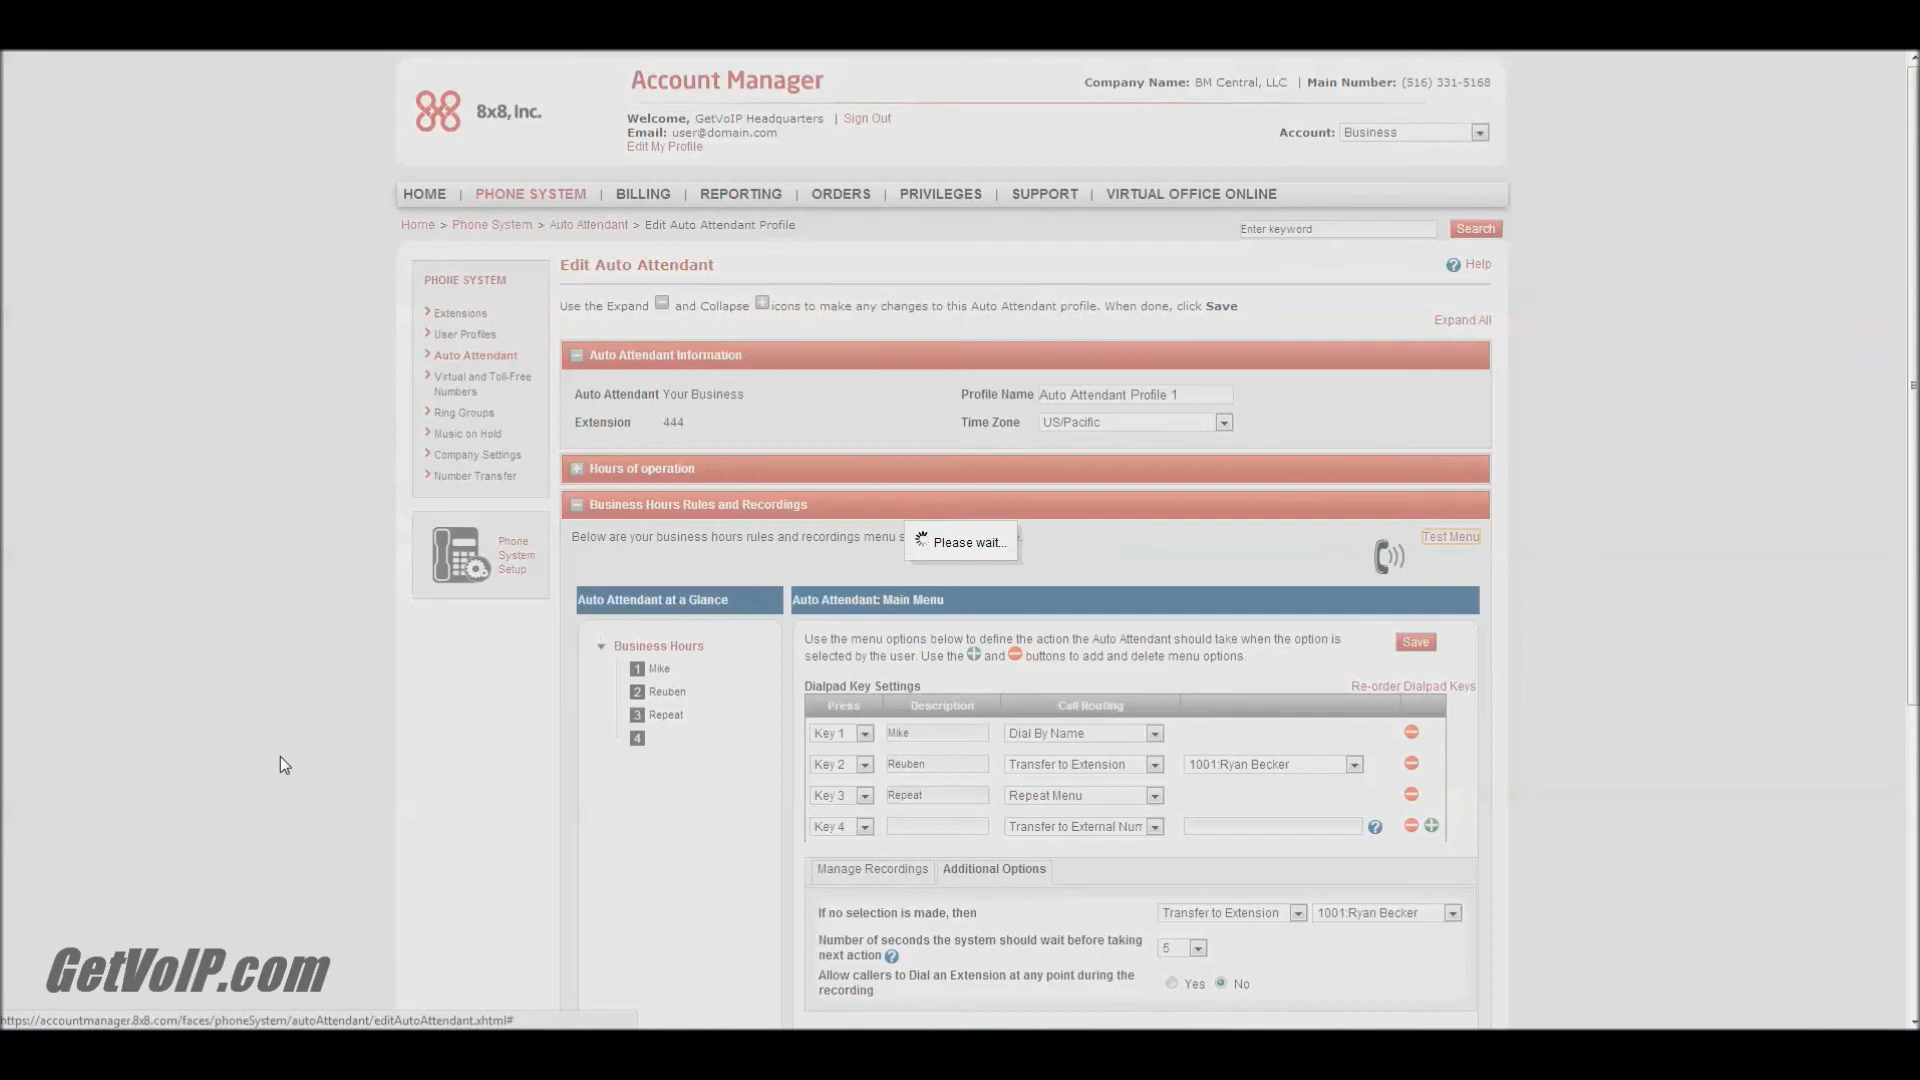 Account Manager
Company Name: BM Central, LLC | Main Number: (516) 331-5168
8x8, Inc.
Welcome, GetVoIP Headquarters | Sign Out
Email: user@domain.com
Edit My Profile
Account: Business
HOME | PHONE SYSTEM | BILLING | REPORTING | ORDERS | PRIVILEGES | SUPPORT | VIRTUAL OFFICE ONLINE
Home > Phone System > Auto Attendant > Edit Auto Attendant Profile
Enter keyword
Search
PHONE SYSTEM
Extensions
User Profiles
Auto Attendant
Virtual and Toll-Free
Numbers
Ring Groups
Music on Hold
Company Settings
Number Transfer
Phone
System
Setup
Edit Auto Attendant
Help
Use the Expand and Collapse icons to make any changes to this Auto Attendant profile. When done, click Save
Expand All
Auto Attendant Information
Auto Attendant Your Business
Profile Name Auto Attendant Profile 1
Extension 444
Time Zone US/Pacific
Hours of operation
Business Hours Rules and Recordings
Below are your business hours rules and recordings menu s
Please wait...
Test Menu
Auto Attendant at a Glance
Business Hours
1 Mike
2 Reuben
3 Repeat
4
Auto Attendant: Main Menu
Use the menu options below to define the action the Auto Attendant should take when the option is
selected by the user. Use the and buttons to add and delete menu options.
Save
Dialpad Key Settings
Re-order Dialpad Keys
Press Description Call Routing
Key 1 Mike Dial By Name
Key 2 Reuben Transfer to Extension 1001:Ryan Becker
Key 3 Repeat Repeat Menu
Key 4 Transfer to External Num
Manage Recordings Additional Options
If no selection is made, then Transfer to Extension 1001:Ryan Becker
Number of seconds the system should wait before taking
next action
5
Allow callers to Dial an Extension at any point during the
recording
Yes No
GetVoIP.com
https://accountmanager.8x8.com/faces/phoneSystem/autoAttendant/editAutoAttendant.xhtml#